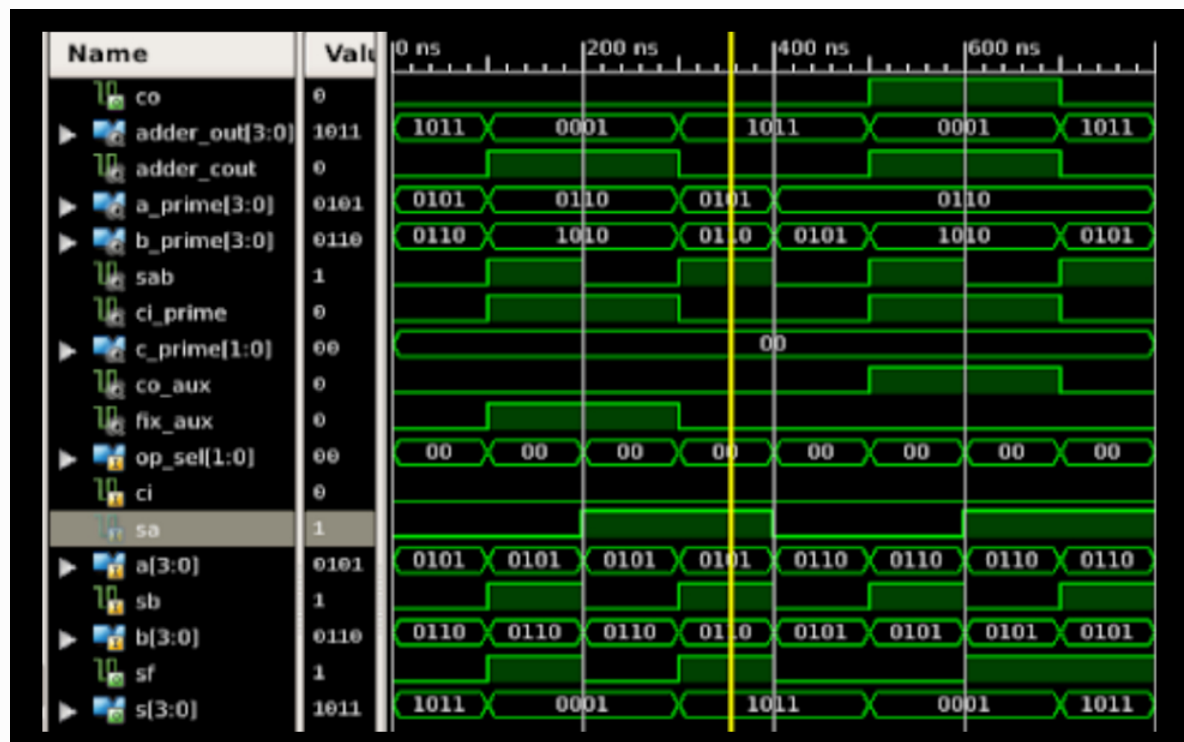 Name Valu 0 ns 200 ns 400 ns 600 ns
co 0
adder_out[3:0] 1011 1011 0001 1011 0001 1011
adder_cout 0
a_prime[3:0] 0101 0101 0110 0101 0110
b_prime[3:0] 0110 0110 1010 0110 0101 1010 0101
sab 1
ci_prime 0
c_prime[1:0] 00 00
co_aux 0
fix_aux 0
op_sel[1:0] 00 00 00 00 00 00 00 00 00
ci 0
sa 1
a[3:0] 0101 0101 0101 0101 0101 0110 0110 0110 0110
sb 1
b[3:0] 0110 0110 0110 0110 0110 0101 0101 0101 0101
sf 1
s[3:0] 1011 1011 0001 1011 0001 1011